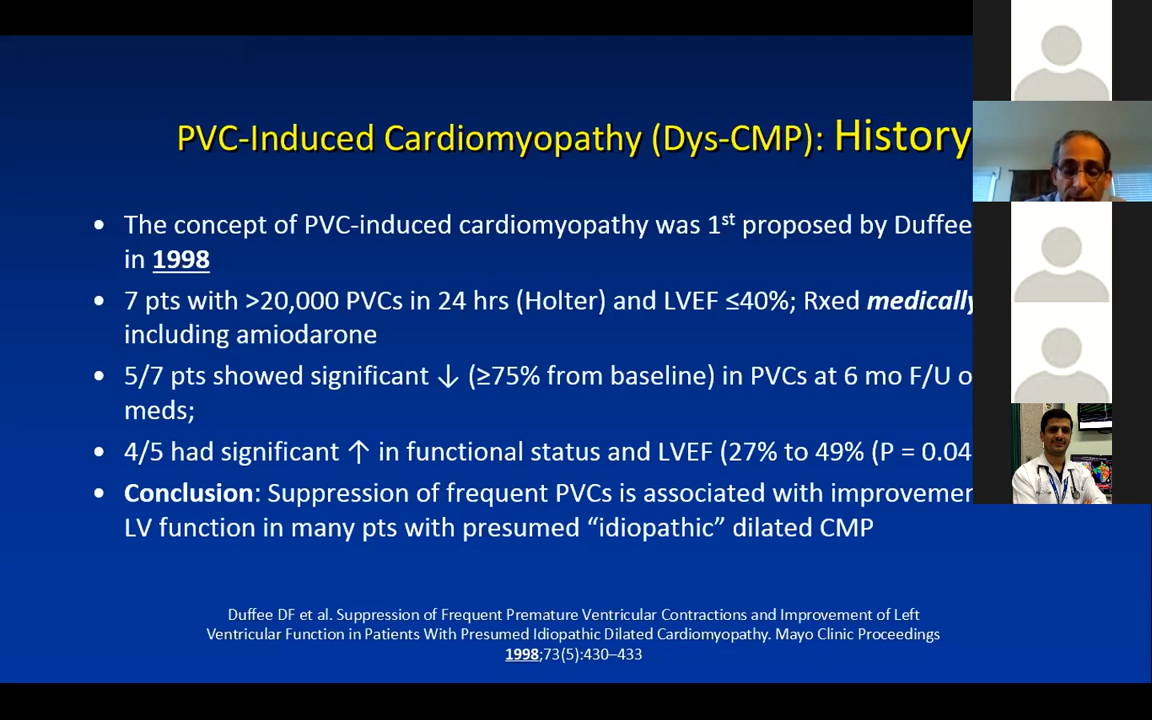 PVC-Induced Cardiomyopathy (Dys-CMP): History
• The concept of PVC-induced cardiomyopathy was 1st proposed by Duffee
in 1998
• 7 pts with >20,000 PVCs in 24 hrs (Holter) and LVEF ≤40%; Rxed medically
including amiodarone
• 5/7 pts showed significant ↓ (≥75% from baseline) in PVCs at 6 mo F/U
meds;
• 4/5 had significant ↑ in functional status and LVEF (27% to 49% (P = 0.04
• Conclusion: Suppression of frequent PVCs is associated with
LV function in many pts with presumed “idiopathic” dilated CMP
Duffee DF et al. Suppression of Frequent Premature Ventricular Contractions and Improvement of Left
Ventricular Function in Patients With Presumed Idiopathic Dilated Cardiomyopathy. Mayo Clinic Proceedings
1998;73(5):430–433